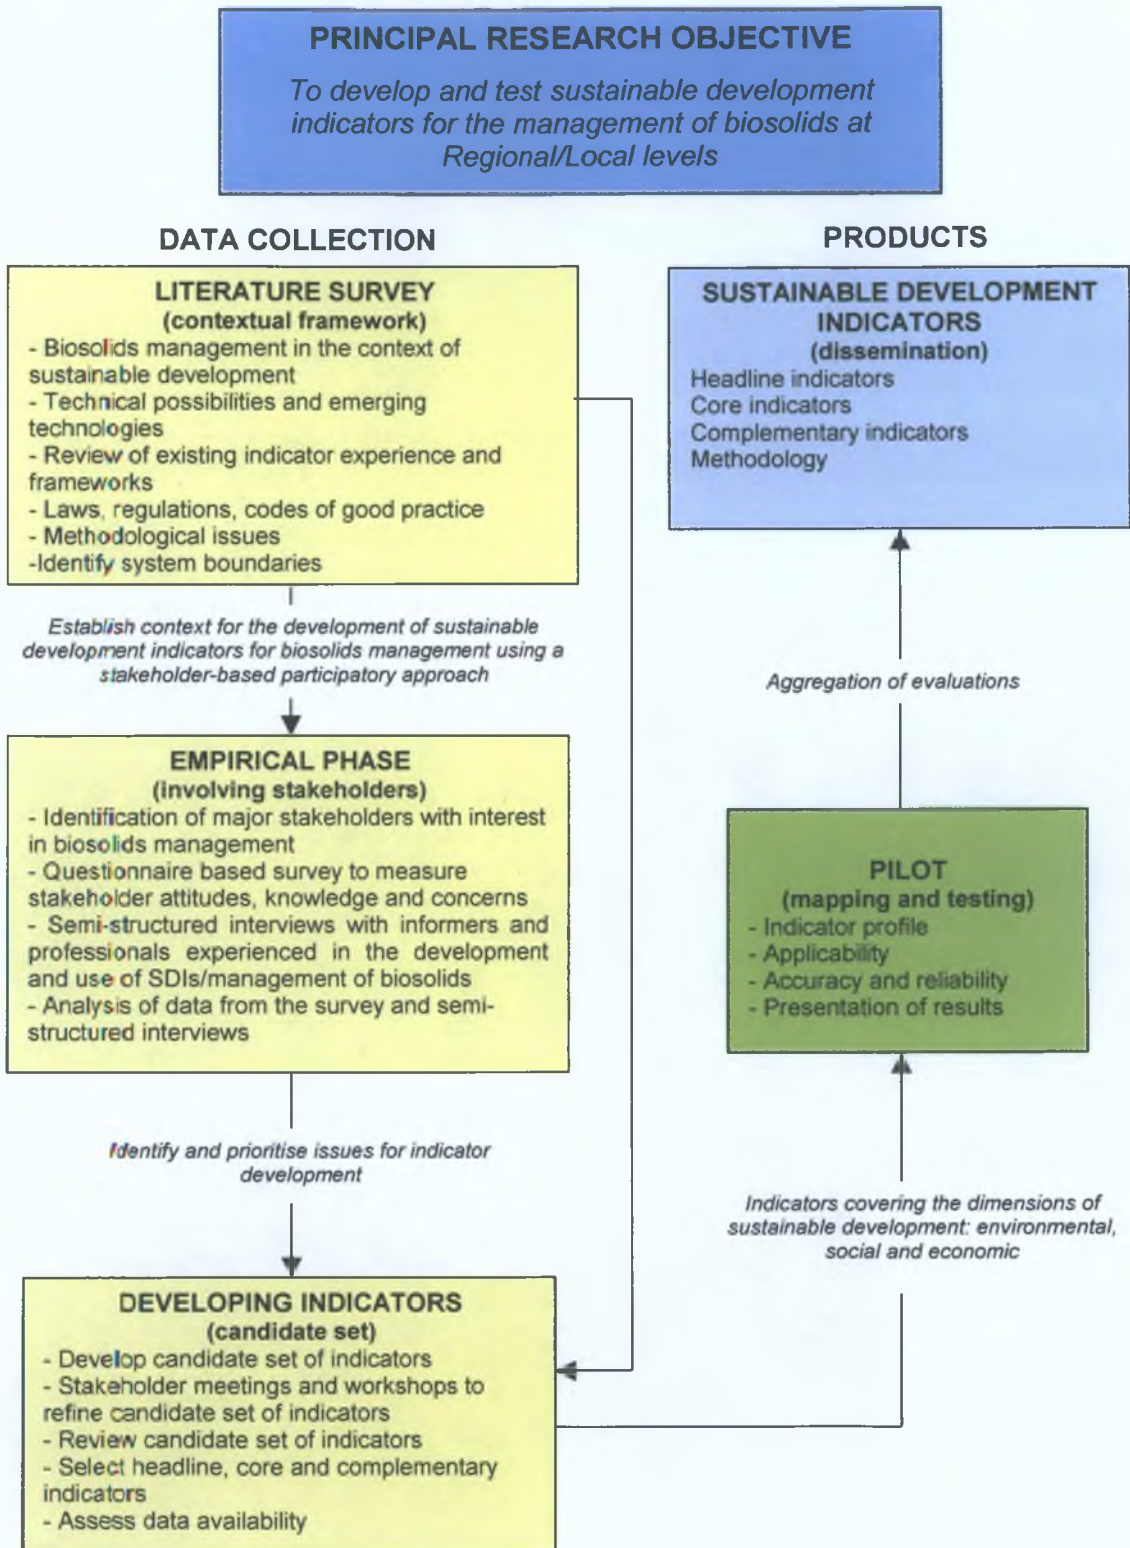 PRINCIPAL RESEARCH OBJECTIVE
To develop and test sustainable development
indicators for the management of biosolids at
Regional/Local levels
DATA COLLECTION
LITERATURE SURVEY
(contextual framework)
- Biosolids management in the context of
sustainable development
- Technical possibilities and emerging
technologies
- Review of existing indicator experience and
frameworks
- Laws, regulations, codes of good practice
- Methodological issues
-Identify system boundaries
Establish context for the development of sustainable
development indicators for biosolids management using a
stakeholder-based participatory approach
EMPIRICAL PHASE
(involving stakeholders)
- Identification of major stakeholders with interest
in biosolids management
- Questionnaire based survey to measure
stakeholder attitudes, knowledge and concerns
- Semi-structured interviews with informers and
professionals experienced in the development
and use of SDIs/management of biosolids
- Analysis of data from the survey and semi-
structured interviews
Identify and prioritise issues for indicator
development
DEVELOPING INDICATORS
(candidate set)
- Develop candidate set of indicators
- Stakeholder meetings and workshops to
refine candidate set of indicators
- Review candidate set of indicators
- Select headline, core and complementary
indicators
- Assess data availability
PRODUCTS
SUSTAINABLE DEVELOPMENT
INDICATORS
(dissemination)
Headline indicators
Core indicators
Complementary indicators
Methodology
Aggregation of evaluations
PILOT
(mapping and testing)
- Indicator profile
- Applicability
- Accuracy and reliability
- Presentation of results
Indicators covering the dimensions of
sustainable development: environmental,
social and economic